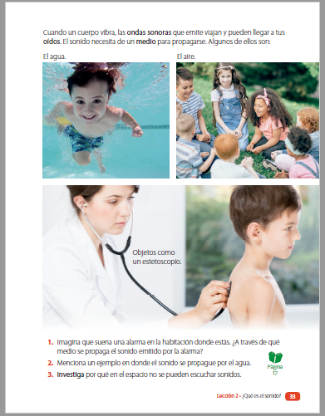 Cuando un cuerpo vibra, las ondas sonoras que emite viajan y pueden llegar a tus
oídos. El sonido necesita de un medio para propagarse. Algunos de ellos son:
El agua.
El aire.
Objetos como
un estetoscopio.
1. Imagina que suena una alarma en la habitación donde estás. ¿A través de qué
medio se propaga el sonido emitido por la alarma?
2. Menciona un ejemplo en donde el sonido se propague por el agua.
3. Investiga por qué en el espacio no se pueden escuchar sonidos.
Página
Lección 2 • ¿Qué es el sonido?